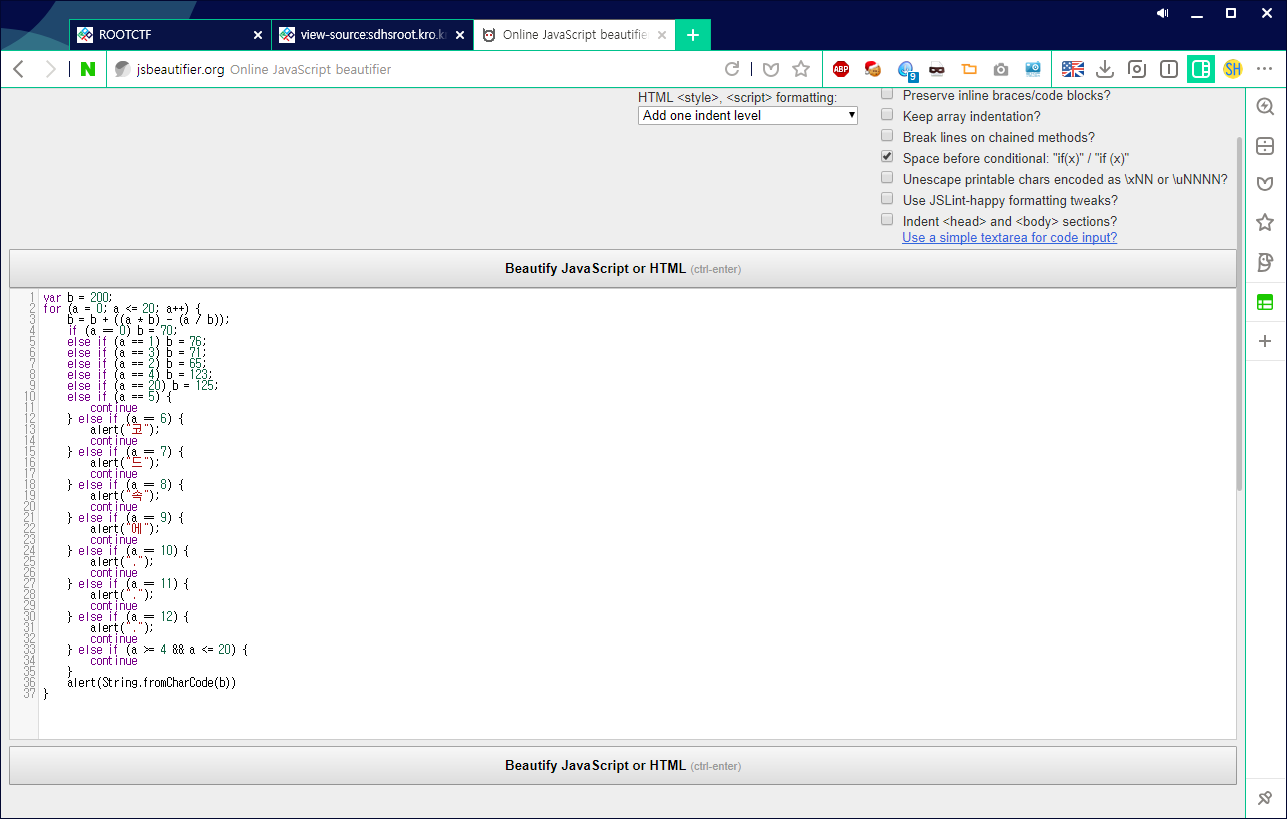 ROOTCTF
view-source:sdhsroot.kro.k
Online JavaScript beautifie
jsbeautifier.org Online JavaScript beautifier
ABP
9
SH
HTML <style>, <script> formatting:
Add one indent level
Preserve inline braces/code blocks?
Keep array indentation?
Break lines on chained methods?
Space before conditional: "if(x)" / "if (x)"
Unescape printable chars encoded as \xNN or \uNNNN?
Use JSLint-happy formatting tweaks?
Indent <head> and <body> sections?
Use a simple textarea for code input?
Beautify JavaScript or HTML (ctrl-enter)
1 var b = 200;
2 for (a = 0; a <= 20; a++) {
3 b = b + ((a * b) - (a / b));
4 if (a == 0) b = 70;
5 else if (a == 1) b = 76;
6 else if (a == 3) b = 71;
7 else if (a == 2) b = 65;
8 else if (a == 4) b = 123;
9 else if (a == 20) b = 125;
10 else if (a == 5) {
11 continue
12 } else if (a == 6) {
13 alert("코");
14 continue
15 } else if (a == 7) {
16 alert("드");
17 continue
18 } else if (a == 8) {
19 alert("속");
20 continue
21 } else if (a == 9) {
22 alert("에");
23 continue
24 } else if (a == 10) {
25 alert(".");
26 continue
27 } else if (a == 11) {
28 alert(".");
29 continue
30 } else if (a == 12) {
31 alert(".");
32 continue
33 } else if (a >= 4 && a <= 20) {
34 continue
35 }
36 alert(String.fromCharCode(b))
37 }
Beautify JavaScript or HTML (ctrl-enter)